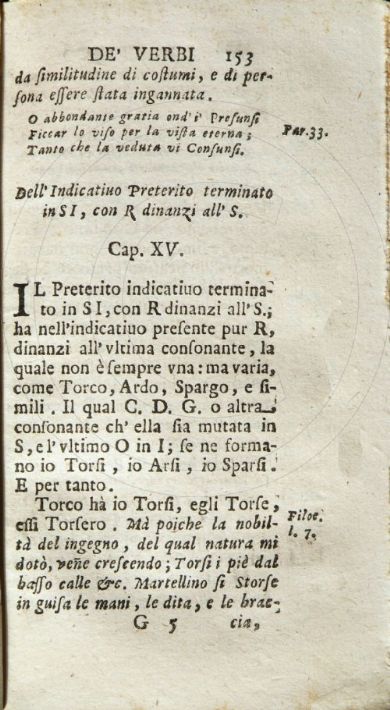 DE' VERBI 153
da ſimilitudine di coſtumi, e di per-
ſona eſſere ſtata ingannata.
O abbondante gratia ond' i' Preſunſi
Ficcar lo viſo per la viſta eterna;
Tanto che la veduta vi Conſunſi.
Par. 33.
Dell'Indicatiuo Preterito terminato
in SI, con R dinanzi all' S.
Cap. XV.
IL Preterito indicatiuo termina-
to in SI, con R dinanzi all'S.;
ha nell'indicatiuo preſente pur R,
dinanzi all' vltima conſonante, la
quale non è ſempre vna: ma varia,
come Torco, Ardo, Spargo, e ſi-
mili. Il qual C. D. G. o altra
conſonante ch' ella ſia mutata in
S, e l' vltimo O in I; ſe ne forma-
no io Torſi, io Arſi, io Sparſi.
E per tanto.
Torco hà io Torſi, egli Torſe,
eſſi Torſero. Mà poiche la nobil-
tà del ingegno, del qual natura mi
dotò, veñe creſcendo; Torſi i piè dal
baſſo calle &c. Martellino ſi Storſe
in guiſa le mani, le dita, e le brac-
Filoc.
l. 7.
G 5 cia,